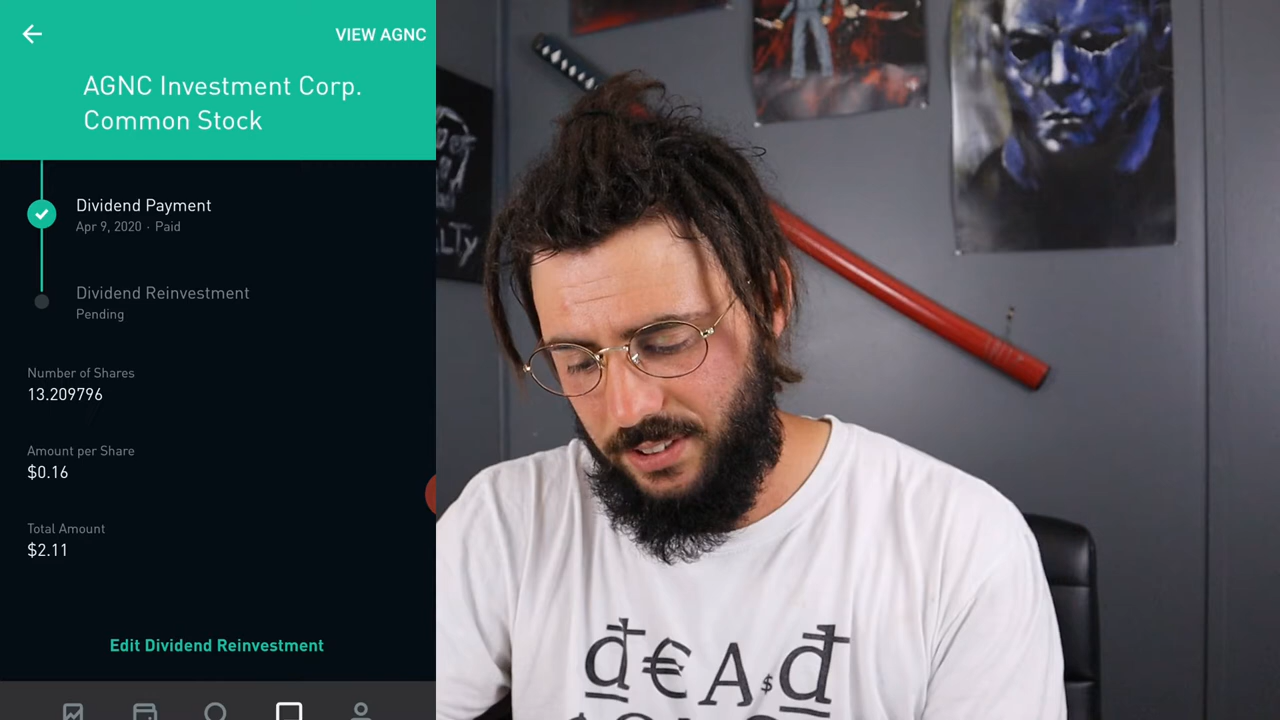 VIEW AGNC
AGNC Investment Corp.
Common Stock
Dividend Payment
Apr 9, 2020 · Paid
Dividend Reinvestment
Pending
Number of Shares
13.209796
Amount per Share
$0.16
Total Amount
$2.11
Edit Dividend Reinvestment
d€A$d